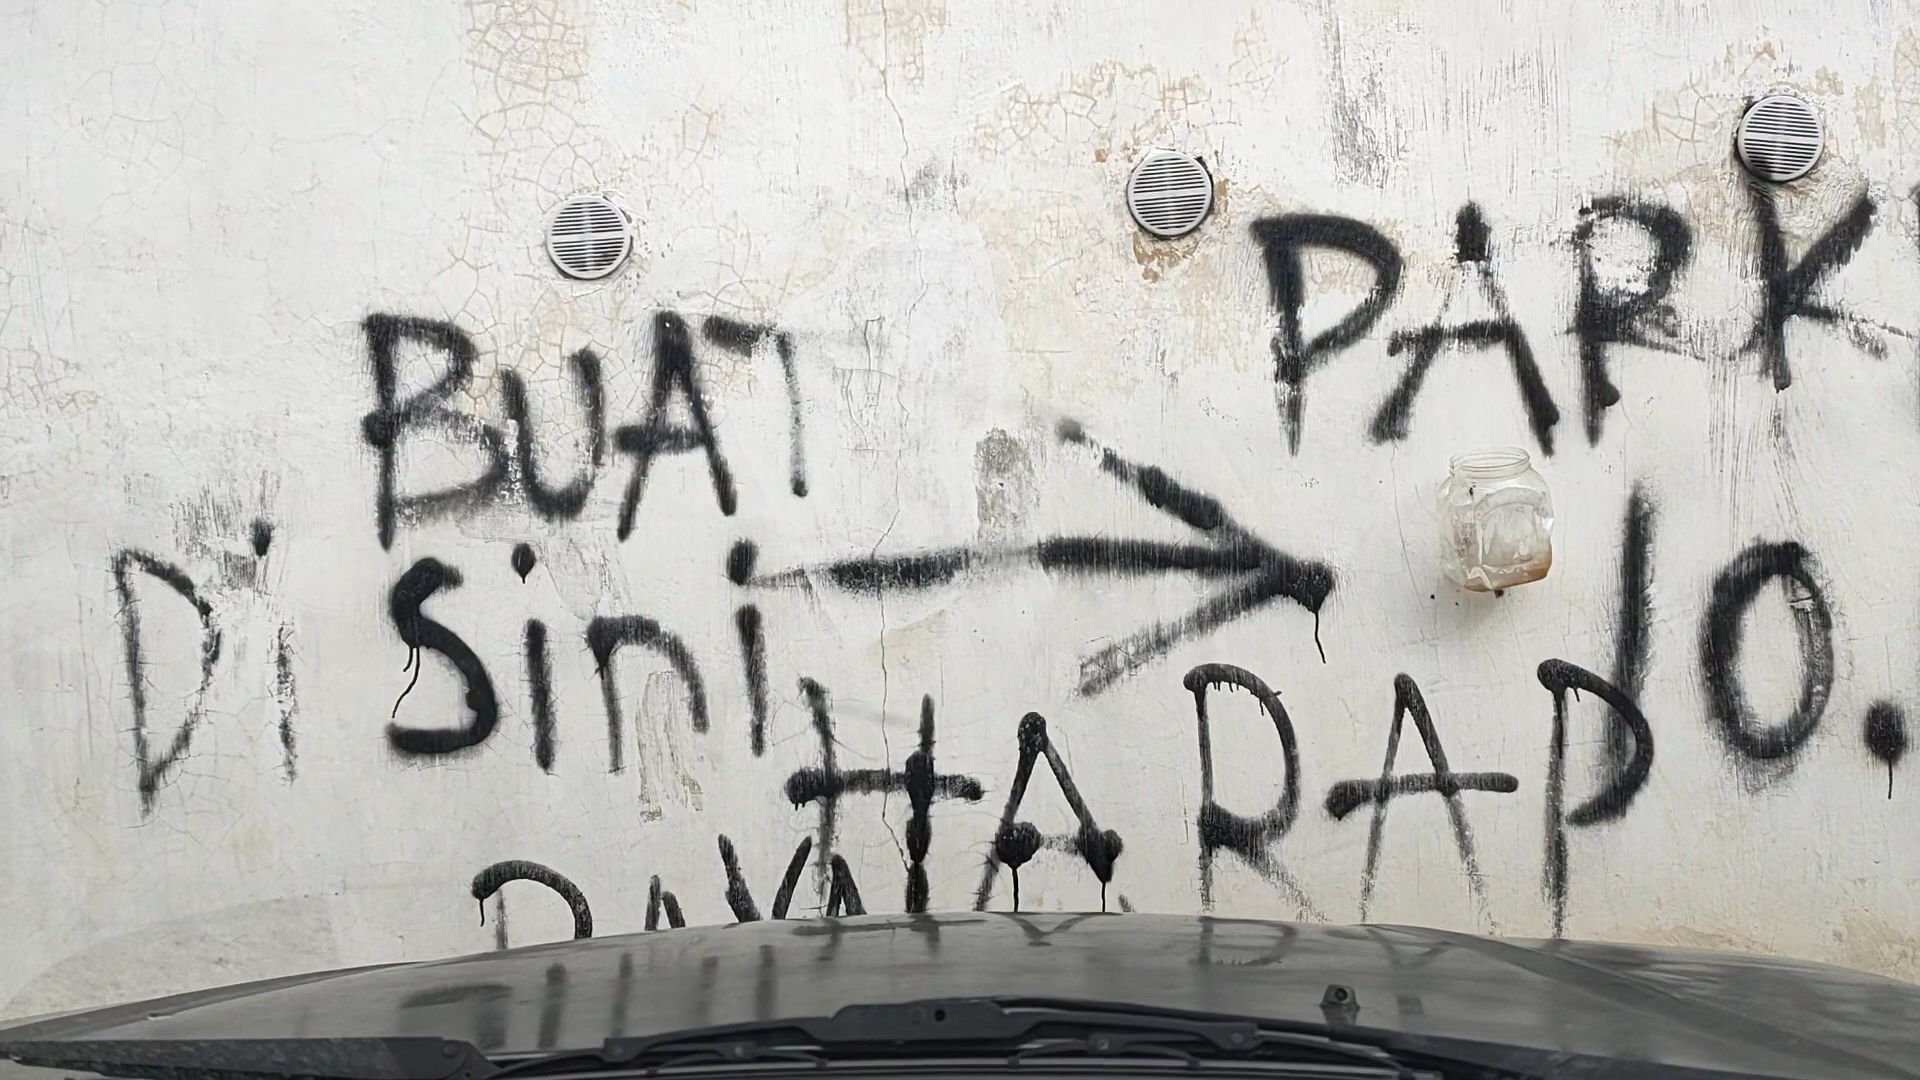 BUAT PARK
Di sini → 10.
HARAP